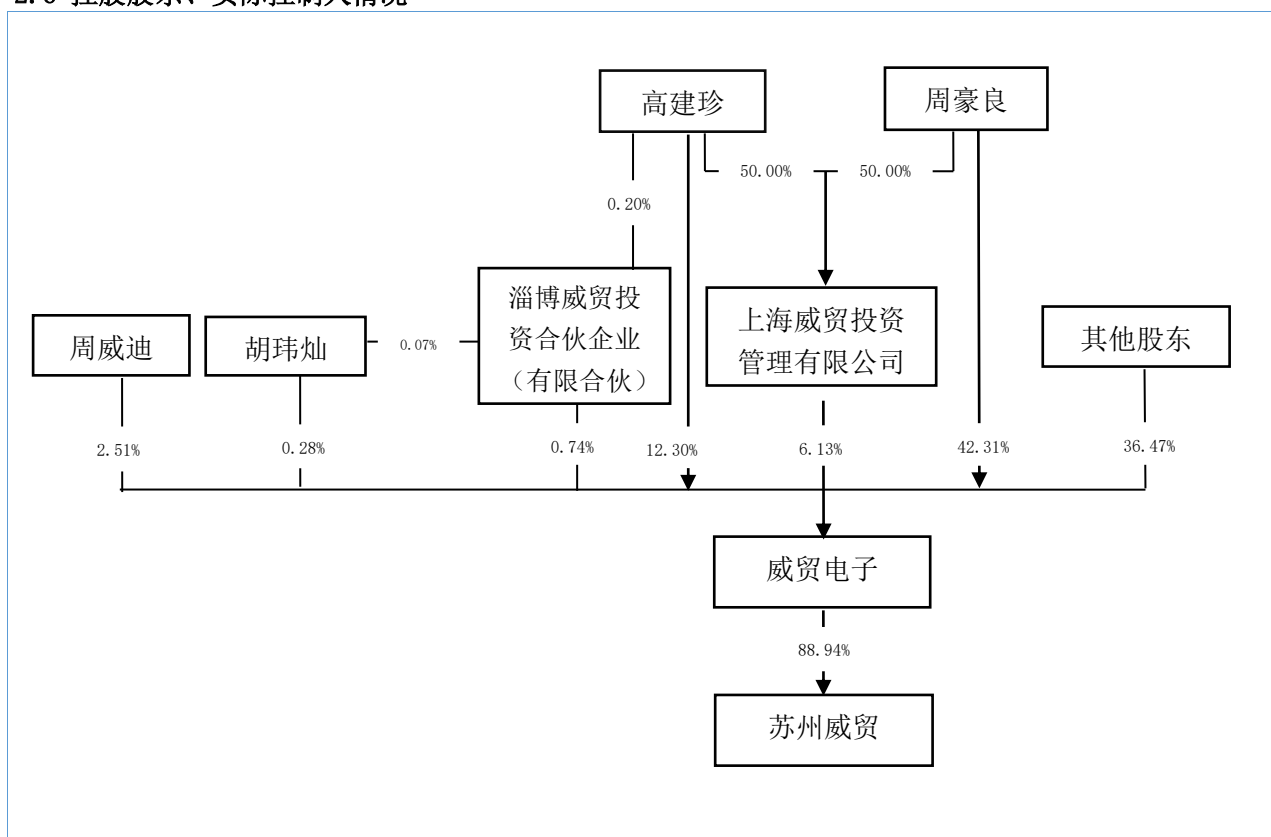 高建珍
周豪良
50.00%
50.00%
0.20%
淄博威贸投
资合伙企业
（有限合伙）
上海威贸投资
管理有限公司
周威迪
胡玮灿
0.07%
其他股东
2.51%
0.28%
0.74%
12.30%
6.13%
42.31%
36.47%
威贸电子
88.94%
苏州威贸